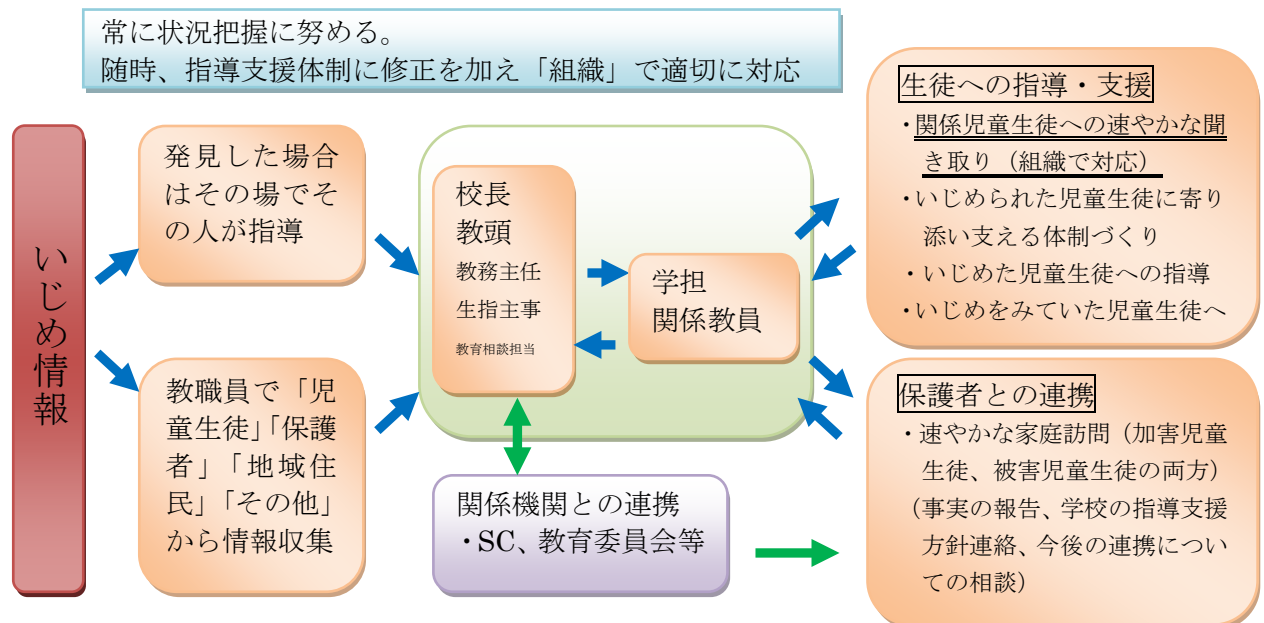 常に状況把握に努める。
随時、指導支援体制に修正を加え「組織」で適切に対応
いじめ情報
発見した場合
はその場でそ
の人が指導
教職員で「児
童生徒」「保護
者」「地域住
民」「その他」
から情報収集
校長
教頭
教務主任
生指主事
教育相談担当
学担
関係教員
関係機関との連携
・SC、教育委員会等
生徒への指導・支援
・関係児童生徒への速やかな聞
き取り（組織で対応）
・いじめられた児童生徒に寄り
添い支える体制づくり
・いじめた児童生徒への指導
・いじめをみていた児童生徒へ
保護者との連携
・速やかな家庭訪問（加害児童
生徒、被害児童生徒の両方）
（事実の報告、学校の指導支援
方針連絡、今後の連携につい
ての相談）